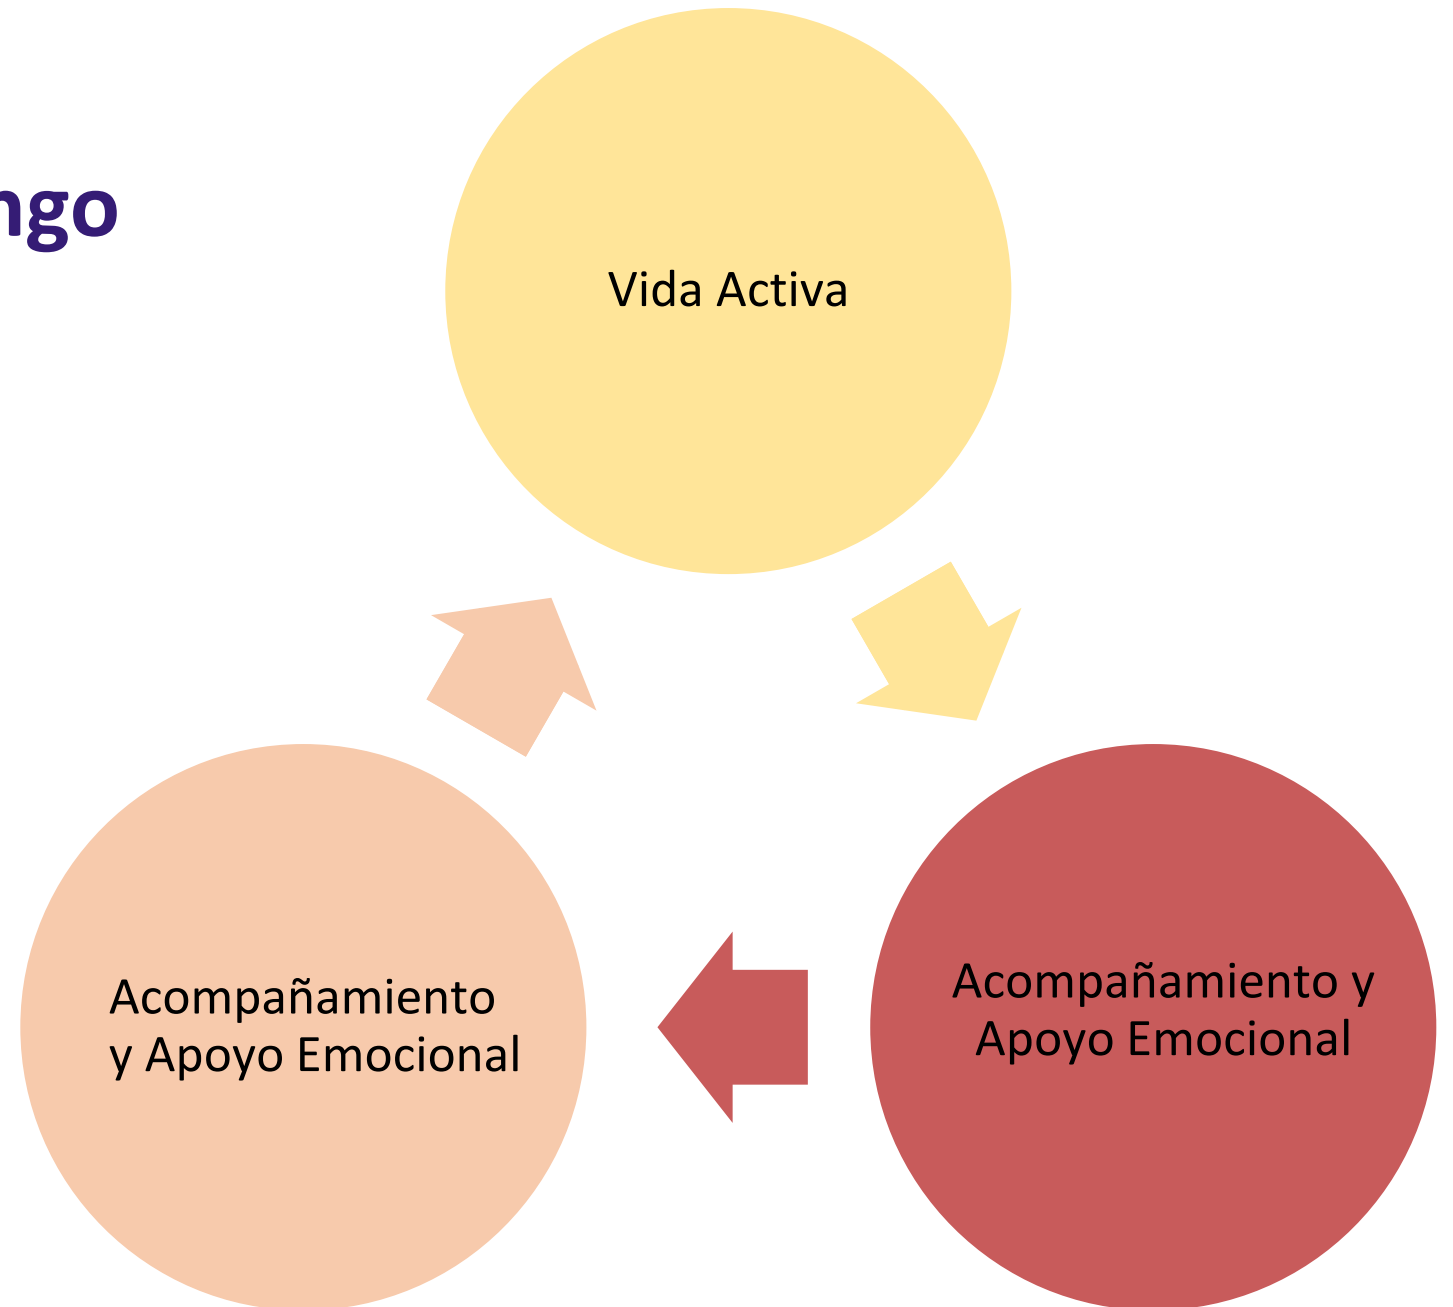 ngo
Vida Activa
Acompañamiento
y Apoyo Emocional
Acompañamiento y
Apoyo Emocional